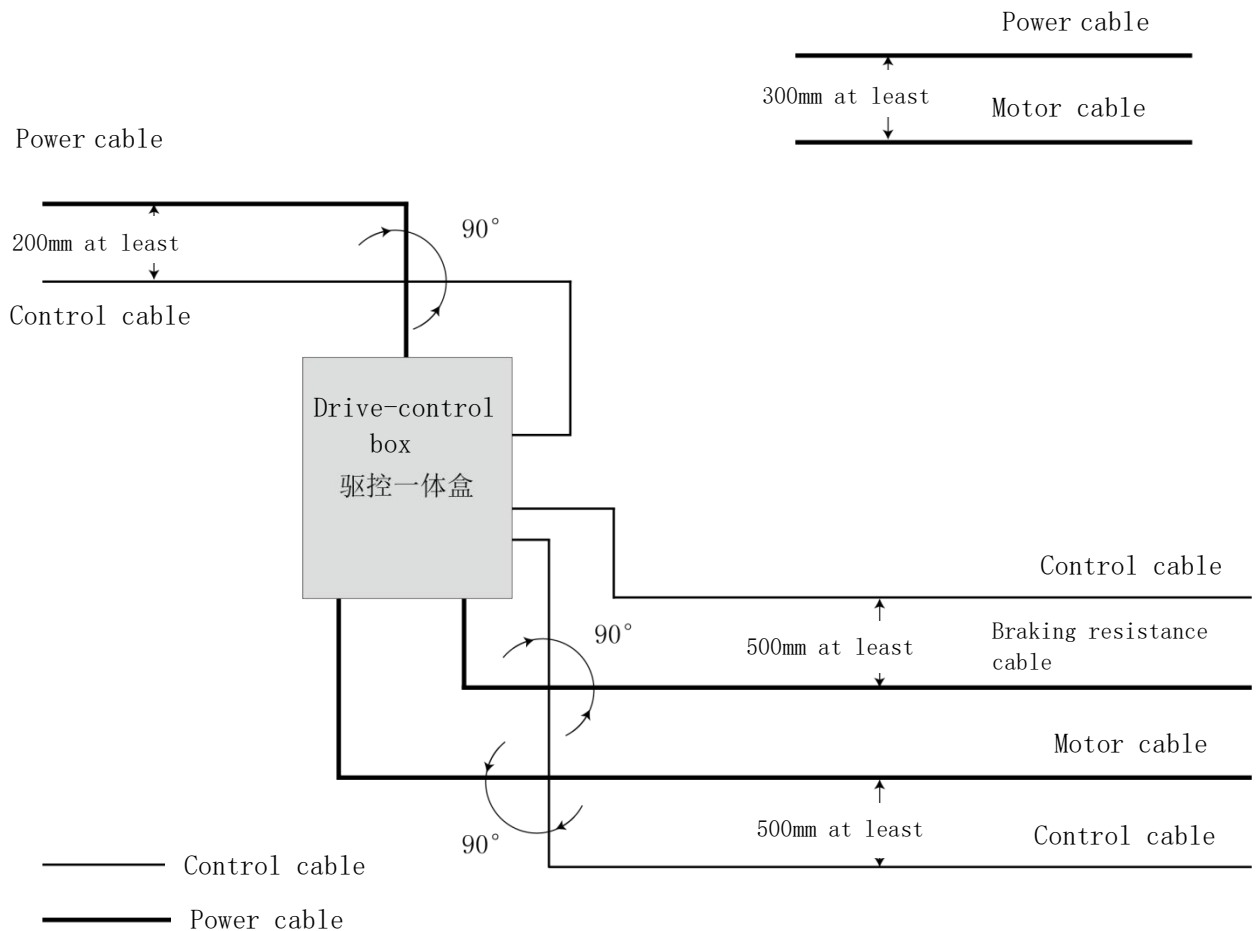 Power cable
300mm at least
Motor cable
Power cable
90°
200mm at least
Control cable
Drive-control
box
驱控一体盒
Control cable
90°
500mm at least
Braking resistance
cable
Motor cable
90°
500mm at least
Control cable
Control cable
Power cable